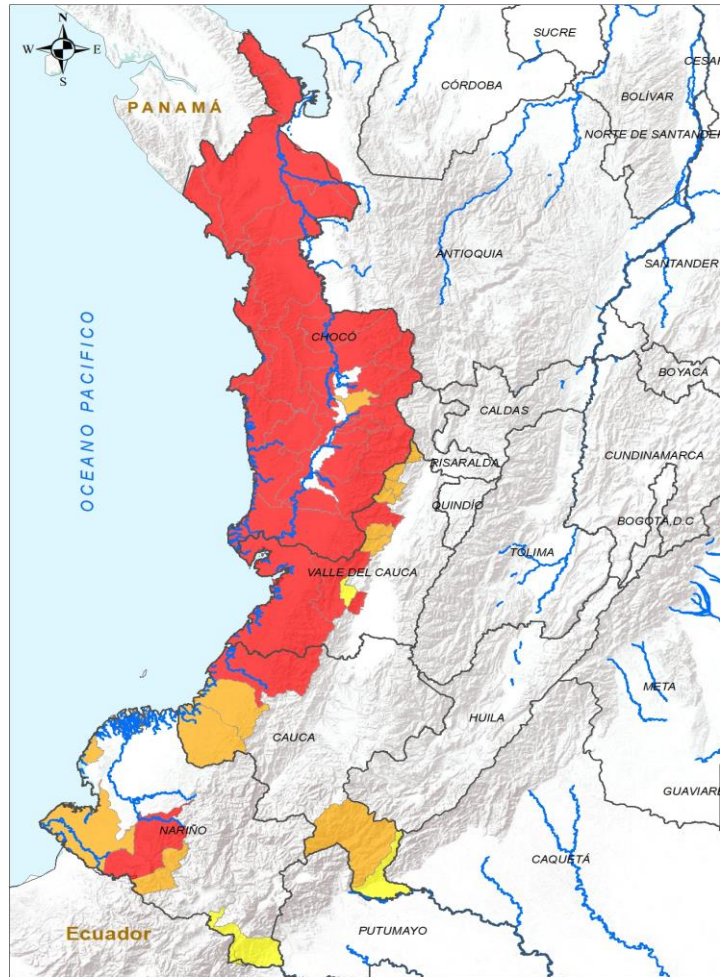 N
W E
S
PANAMÁ
SUCRE
CESAR
CÓRDOBA
BOLÍVAR
NORTE DE SANTANDER
ANTIOQUIA
SANTANDER
OCEANO PACIFICO
CHOCÓ
BOYACÁ
CALDAS
CUNDINAMARCA
RISARALDA
QUINDÍO
BOGOTÁ,D.C
TOLIMA
VALLE DEL CAUCA
META
HUILA
CAUCA
GUAVIARE
NARIÑO
CAQUETÁ
Ecuador
PUTUMAYO